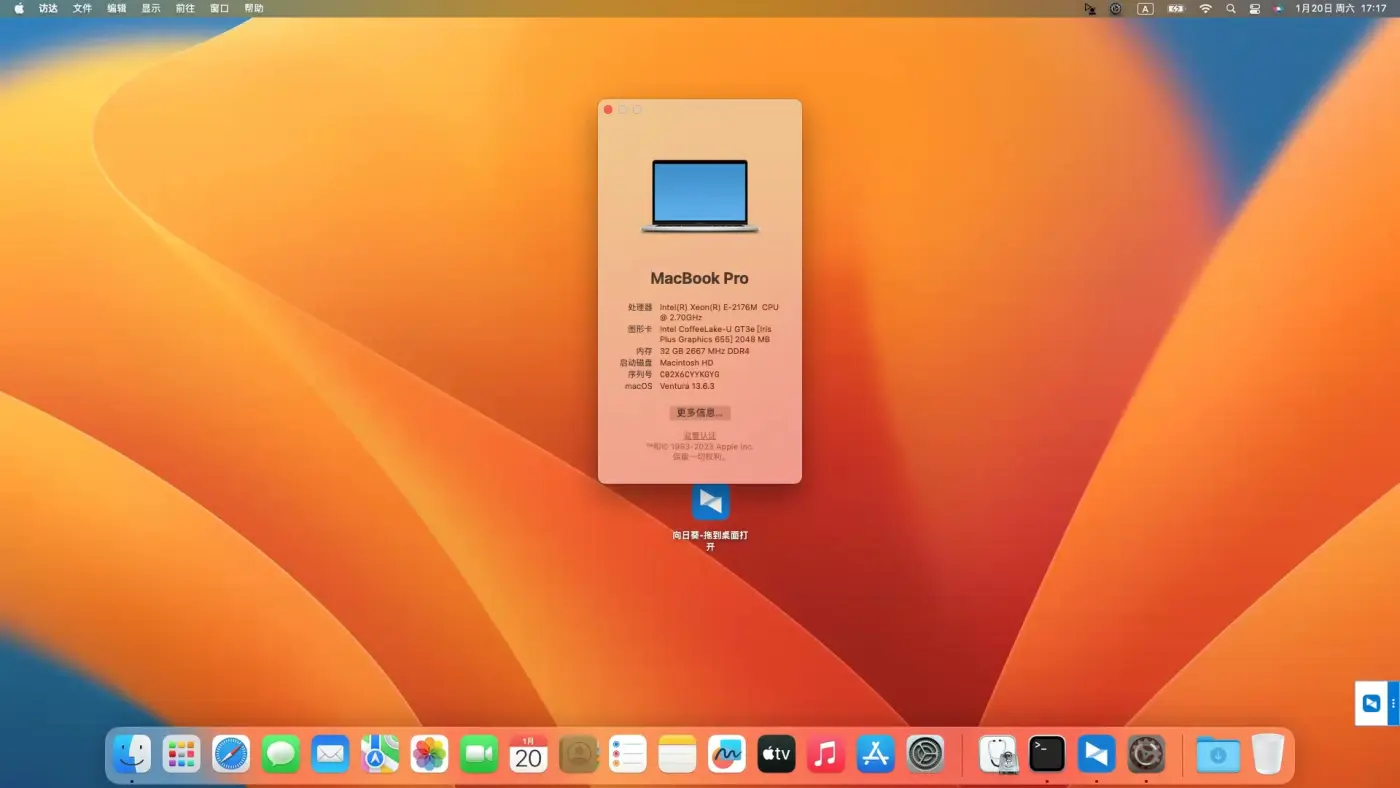 访达 文件 编辑 显示 前往 窗口 帮助 A 1月20日 周六 17:17
MacBook Pro
处理器 Intel(R) Xeon(R) E-2176M CPU
@ 2.70GHz
图形卡 Intel CoffeeLake-U GT3e [Iris
Plus Graphics 655] 2048 MB
内存 32 GB 2667 MHz DDR4
启动磁盘 Macintosh HD
序列号 C02X6CYYKGYG
macOS Ventura 13.6.3
更多信息...
监管认证
™和© 1983-2023 Apple Inc.
保留一切权利。
向日葵-拖到桌面打
开
1月
20
tv
>_